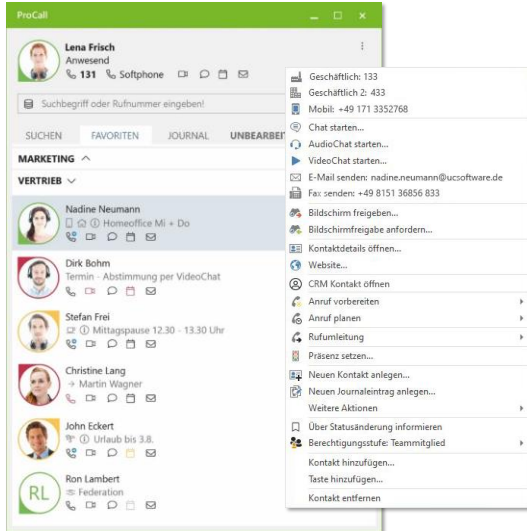 ProCall
Lena Frisch
Anwesend
131 Softphone
Suchbegriff oder Rufnummer eingeben!
SUCHEN FAVORITEN JOURNAL UNBEARBEI
MARKETING
VERTRIEB
Nadine Neumann
Homeoffice Mi + Do
Dirk Bohm
Termin - Abstimmung per VideoChat
Stefan Frei
Mittagspause 12.30 - 13.30 Uhr
Christine Lang
→ Martin Wagner
John Eckert
Urlaub bis 3.8.
RL
Ron Lambert
Federation
Geschäftlich: 133
Geschäftlich 2: 433
Mobil: +49 171 3352768
Chat starten...
AudioChat starten...
VideoChat starten...
E-Mail senden: nadine.neumann@ucsoftware.de
Fax senden: +49 8151 36856 833
Bildschirm freigeben...
Bildschirmfreigabe anfordern...
Kontaktdetails öffnen...
Website...
CRM Kontakt öffnen
Anruf vorbereiten
Anruf planen
Rufumleitung
Präsenz setzen...
Neuen Kontakt anlegen...
Neuen Journaleintrag anlegen...
Weitere Aktionen
Über Statusänderung informieren
Berechtigungsstufe: Teammitglied
Kontakt hinzufügen...
Taste hinzufügen...
Kontakt entfernen